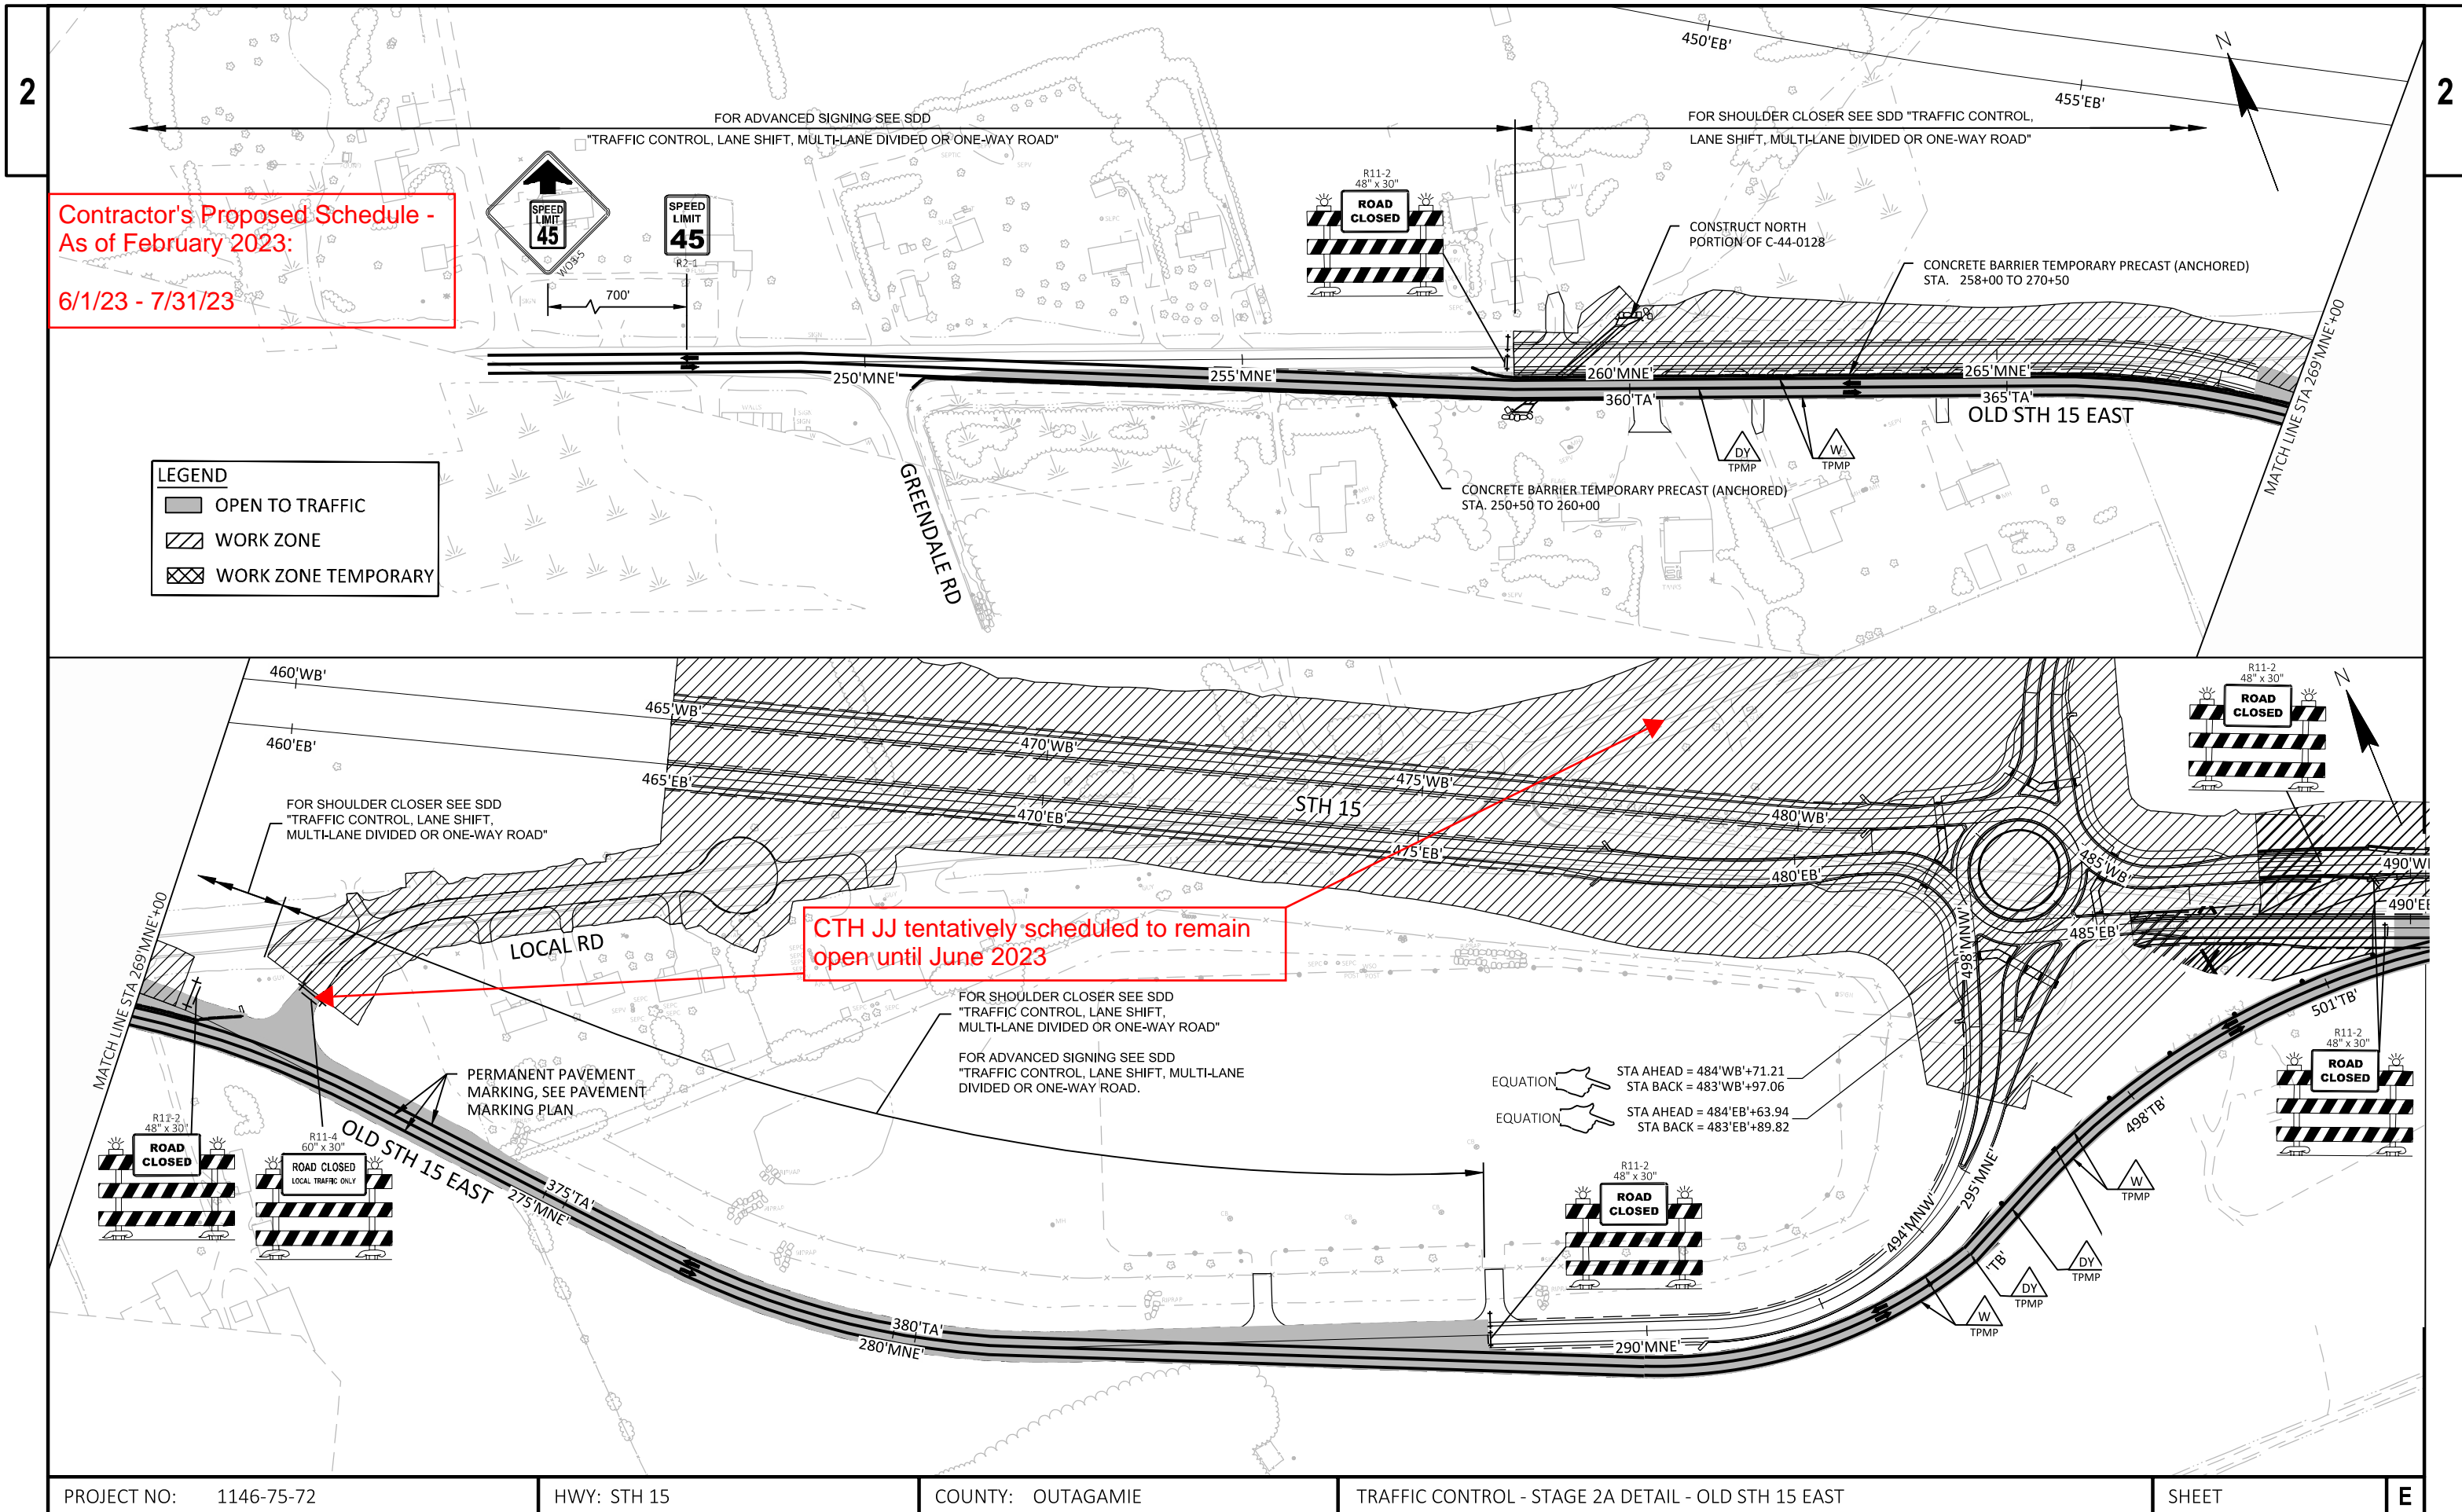 2
2
450'EB'
455'EB'
N
FOR ADVANCED SIGNING SEE SDD
"TRAFFIC CONTROL, LANE SHIFT, MULTI-LANE DIVIDED OR ONE-WAY ROAD"
FOR SHOULDER CLOSER SEE SDD "TRAFFIC CONTROL,
LANE SHIFT, MULTI-LANE DIVIDED OR ONE-WAY ROAD"
Contractor's Proposed Schedule -
As of February 2023:
6/1/23 - 7/31/23
SPEED
LIMIT
45
WO3-5
SPEED
LIMIT
45
R2-1
700'
R11-2
48" x 30"
ROAD
CLOSED
CONSTRUCT NORTH
PORTION OF C-44-0128
CONCRETE BARRIER TEMPORARY PRECAST (ANCHORED)
STA. 258+00 TO 270+50
250'MNE'
255'MNE'
260'MNE'
265'MNE'
360'TA'
365'TA'
OLD STH 15 EAST
MATCH LINE STA 269'MNE'+00
DY
TPMP
W
TPMP
CONCRETE BARRIER TEMPORARY PRECAST (ANCHORED)
STA. 250+50 TO 260+00
GREENDALE RD
LEGEND
OPEN TO TRAFFIC
WORK ZONE
WORK ZONE TEMPORARY
460'WB'
460'EB'
465'WB'
465'EB'
470'WB'
470'EB'
475'WB'
475'EB'
STH 15
480'WB'
480'EB'
485'WB'
485'EB'
R11-2
48" x 30"
ROAD
CLOSED
N
FOR SHOULDER CLOSER SEE SDD
"TRAFFIC CONTROL, LANE SHIFT,
MULTI-LANE DIVIDED OR ONE-WAY ROAD"
LOCAL RD
CTH JJ tentatively scheduled to remain
open until June 2023
498'MNW'
MATCH LINE STA 269'MNE'+00
FOR SHOULDER CLOSER SEE SDD
"TRAFFIC CONTROL, LANE SHIFT,
MULTI-LANE DIVIDED OR ONE-WAY ROAD"
FOR ADVANCED SIGNING SEE SDD
"TRAFFIC CONTROL, LANE SHIFT, MULTI-LANE
DIVIDED OR ONE-WAY ROAD.
PERMANENT PAVEMENT
MARKING, SEE PAVEMENT
MARKING PLAN
EQUATION
STA AHEAD = 484'WB'+71.21
STA BACK = 483'WB'+97.06
EQUATION
STA AHEAD = 484'EB'+63.94
STA BACK = 483'EB'+89.82
501'TB'
498'TB'
R11-2
48" x 30"
ROAD
CLOSED
R11-2
48" x 30"
ROAD
CLOSED
R11-4
60" x 30"
ROAD CLOSED
LOCAL TRAFFIC ONLY
OLD STH 15 EAST
375'TA'
275'MNE'
380'TA'
280'MNE'
R11-2
48" x 30"
ROAD
CLOSED
290'MNE'
494'MNW'
295'MNE'
'TB'
W
TPMP
DY
TPMP
DY
TPMP
W
TPMP
PROJECT NO: 1146-75-72
HWY: STH 15
COUNTY: OUTAGAMIE
TRAFFIC CONTROL - STAGE 2A DETAIL - OLD STH 15 EAST
SHEET
E